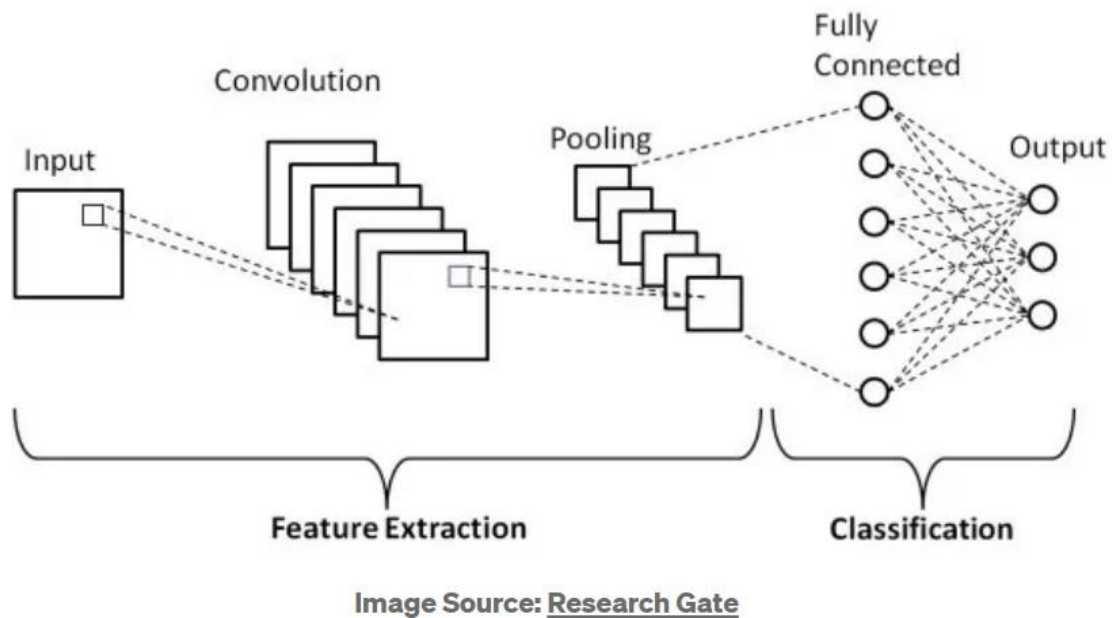 Input
Convolution
Pooling
Fully
Connected
Output
Feature Extraction
Classification
Image Source: Research Gate